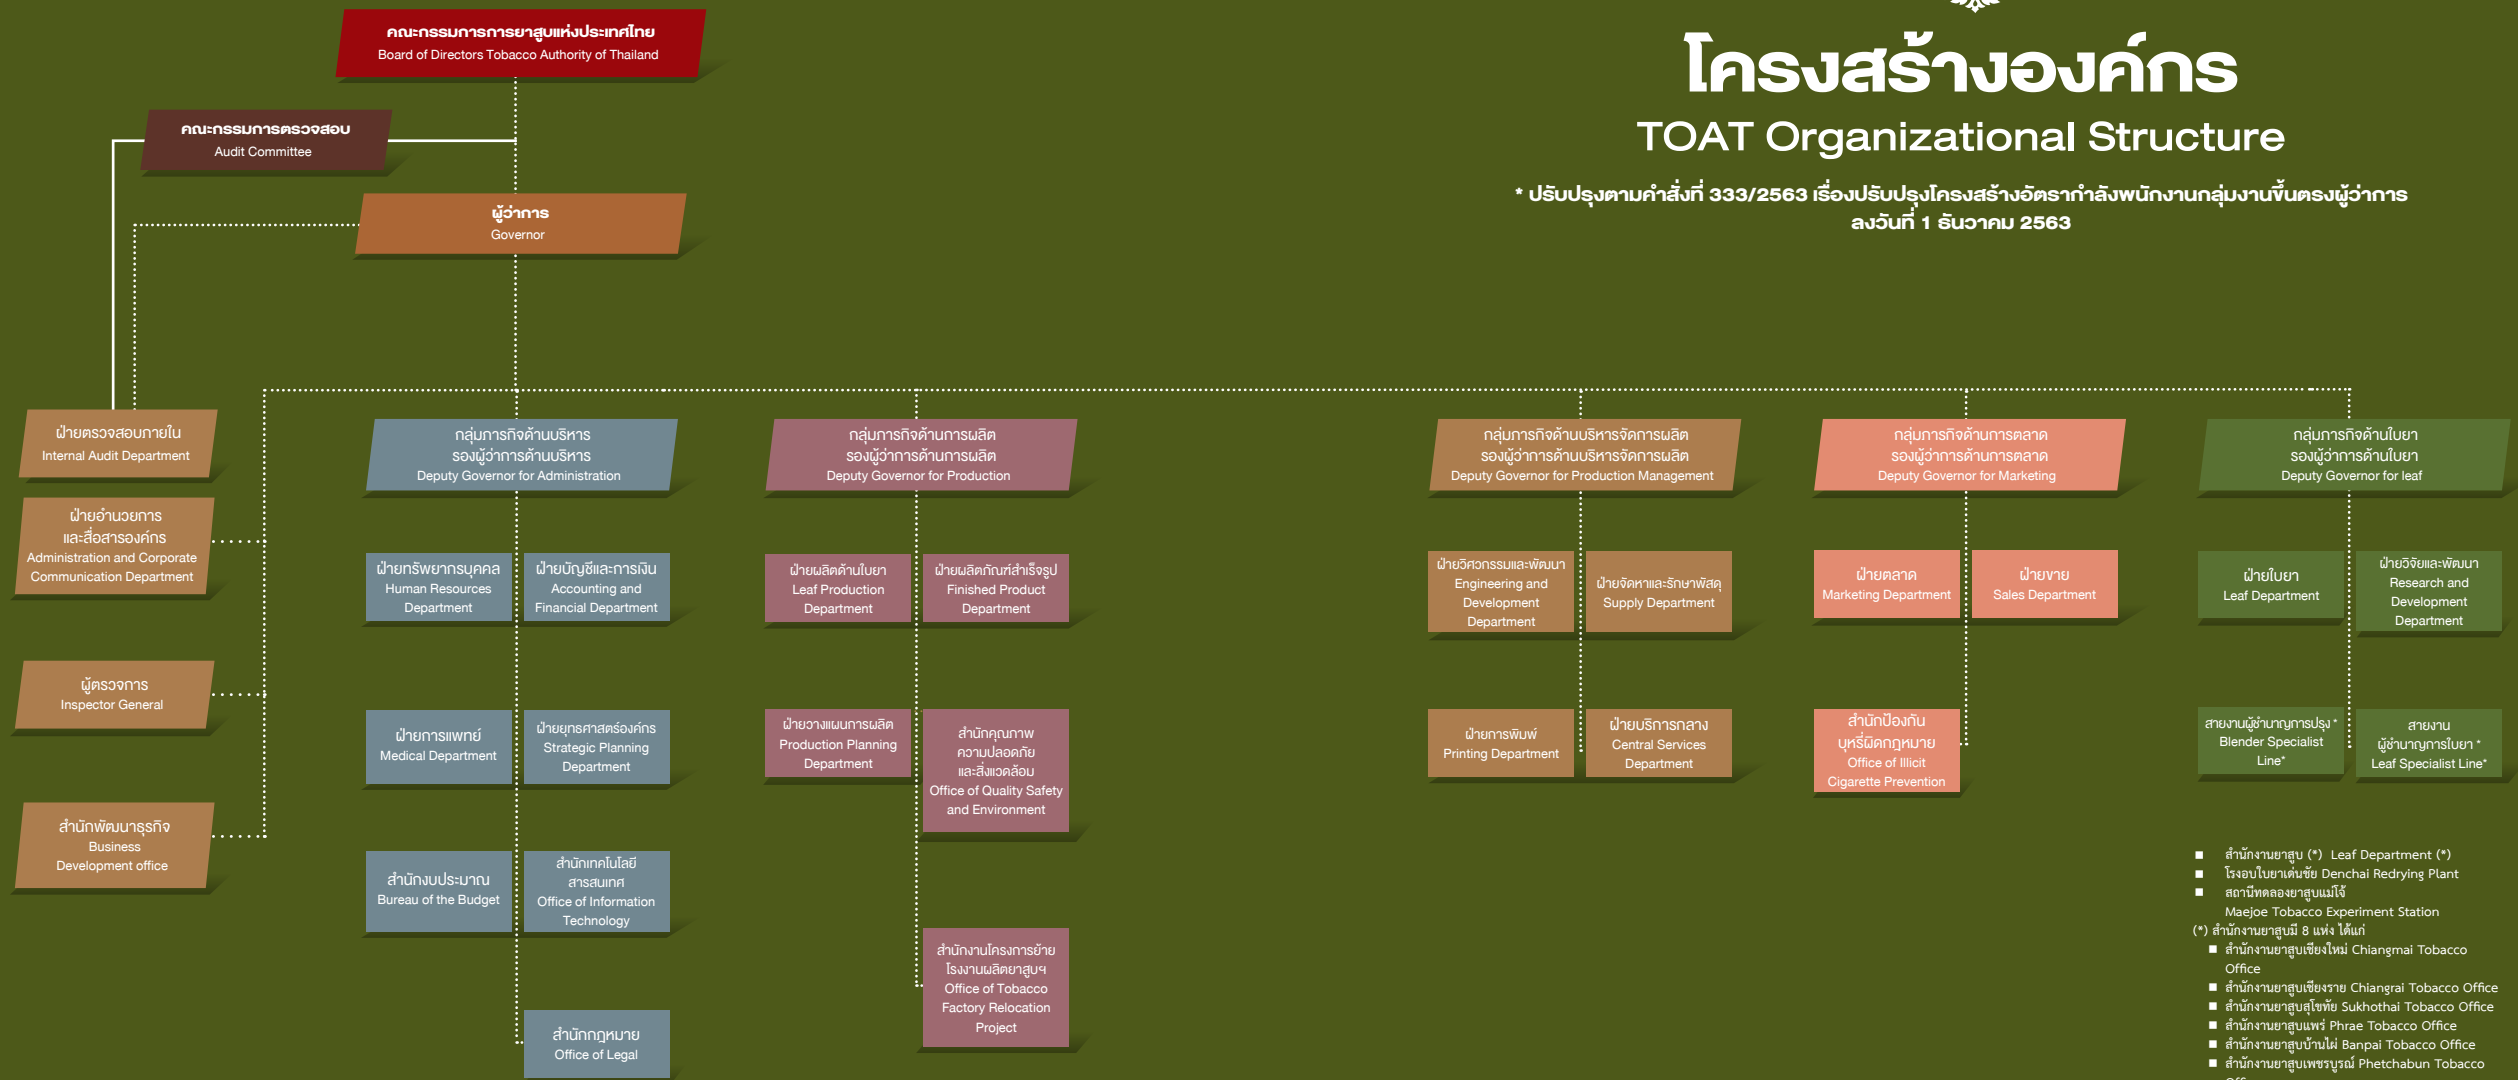 โครงสร้างองค์กร
TOAT Organizational Structure
* ปรับปรุงตามคำสั่งที่ 333/2563 เรื่องปรับปรุงโครงสร้างอัตรากำลังพนักงานกลุ่มงานขึ้นตรงผู้ว่าการ
ลงวันที่ 1 ธันวาคม 2563
คณะกรรมการการยาสูบแห่งประเทศไทย
Board of Directors Tobacco Authority of Thailand
คณะกรรมการตรวจสอบ
Audit Committee
ผู้ว่าการ
Governor
ฝ่ายตรวจสอบภายใน
Internal Audit Department
ฝ่ายอำนวยการ
และสื่อสารองค์กร
Administration and Corporate
Communication Department
ผู้ตรวจการ
Inspector General
สำนักพัฒนาธุรกิจ
Business
Development office
กลุ่มภารกิจด้านบริหาร
รองผู้ว่าการด้านบริหาร
Deputy Governor for Administration
ฝ่ายทรัพยากรบุคคล
Human Resources
Department
ฝ่ายบัญชีและการเงิน
Accounting and
Financial Department
ฝ่ายการแพทย์
Medical Department
ฝ่ายยุทธศาสตร์องค์กร
Strategic Planning
Department
สำนักงบประมาณ
Bureau of the Budget
สำนักเทคโนโลยี
สารสนเทศ
Office of Information
Technology
สำนักกฎหมาย
Office of Legal
กลุ่มภารกิจด้านการผลิต
รองผู้ว่าการด้านการผลิต
Deputy Governor for Production
ฝ่ายผลิตด้านใบยา
Leaf Production
Department
ฝ่ายผลิตภัณฑ์สำเร็จรูป
Finished Product
Department
ฝ่ายวางแผนการผลิต
Production Planning
Department
สำนักคุณภาพ
ความปลอดภัย
และสิ่งแวดล้อม
Office of Quality Safety
and Environment
สำนักงานโครงการย้าย
โรงงานผลิตยาสูบฯ
Office of Tobacco
Factory Relocation
Project
กลุ่มภารกิจด้านบริหารจัดการผลิต
รองผู้ว่าการด้านบริหารจัดการผลิต
Deputy Governor for Production Management
ฝ่ายวิศวกรรมและพัฒนา
Engineering and
Development
Department
ฝ่ายจัดหาและรักษาพัสดุ
Supply Department
ฝ่ายการพิมพ์
Printing Department
ฝ่ายบริการกลาง
Central Services
Department
กลุ่มภารกิจด้านการตลาด
รองผู้ว่าการด้านการตลาด
Deputy Governor for Marketing
ฝ่ายตลาด
Marketing Department
ฝ่ายขาย
Sales Department
สำนักป้องกัน
บุหรี่ผิดกฎหมาย
Office of Illicit
Cigarette Prevention
กลุ่มภารกิจด้านใบยา
รองผู้ว่าการด้านใบยา
Deputy Governor for leaf
ฝ่ายใบยา
Leaf Department
ฝ่ายวิจัยและพัฒนา
Research and
Development
Department
สายงานผู้ชำนาญการปรุง *
Blender Specialist
Line*
สายงาน
ผู้ชำนาญการใบยา *
Leaf Specialist Line*
■ สำนักงานยาสูบ (*) Leaf Department (*)
■ โรงอบใบยาเด่นชัย Denchai Redrying Plant
■ สถานีทดลองยาสูบแม่โจ้
Maejoe Tobacco Experiment Station
(*) สำนักงานยาสูบมี 8 แห่ง ได้แก่
■ สำนักงานยาสูบเชียงใหม่ Chiangmai Tobacco
Office
■ สำนักงานยาสูบเชียงราย Chiangrai Tobacco Office
■ สำนักงานยาสูบสุโขทัย Sukhothai Tobacco Office
■ สำนักงานยาสูบแพร่ Phrae Tobacco Office
■ สำนักงานยาสูบบ้านไผ่ Banpai Tobacco Office
■ สำนักงานยาสูบเพชรบูรณ์ Phetchabun Tobacco